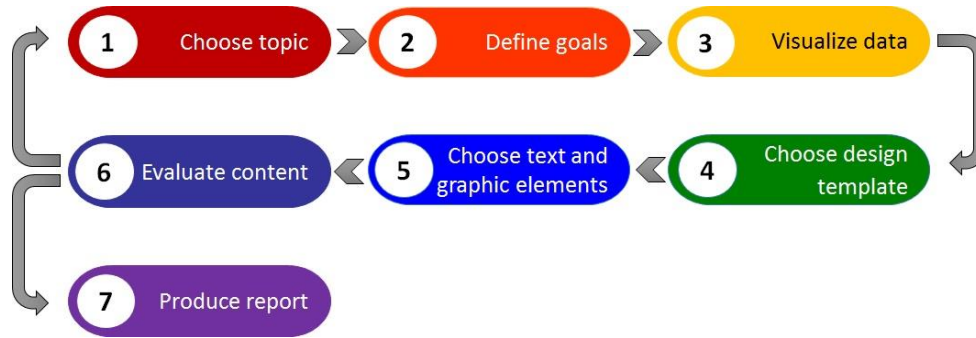 1 Choose topic
2 Define goals
3 Visualize data
4 Choose design
template
5 Choose text and
graphic elements
6 Evaluate content
7 Produce report